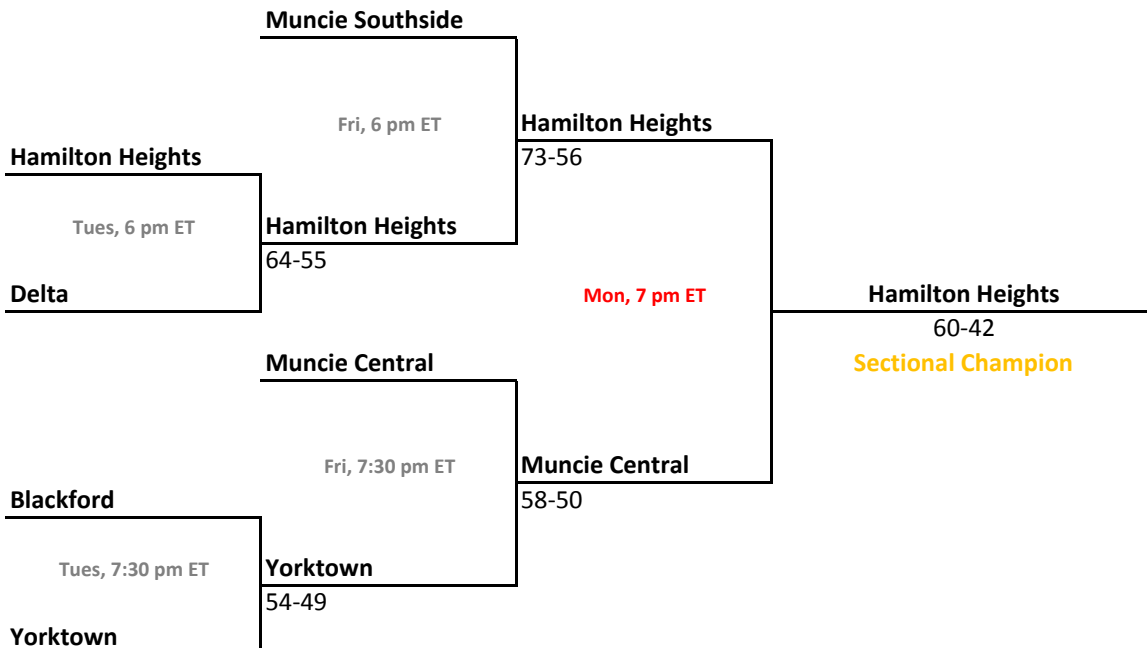 Muncie Southside
Fri, 6 pm ET
Hamilton Heights
Hamilton Heights
73-56
Tues, 6 pm ET
Hamilton Heights
64-55
Delta
Mon, 7 pm ET
Hamilton Heights
60-42
Muncie Central
Sectional Champion
Fri, 7:30 pm ET
Muncie Central
Blackford
58-50
Tues, 7:30 pm ET
Yorktown
54-49
Yorktown